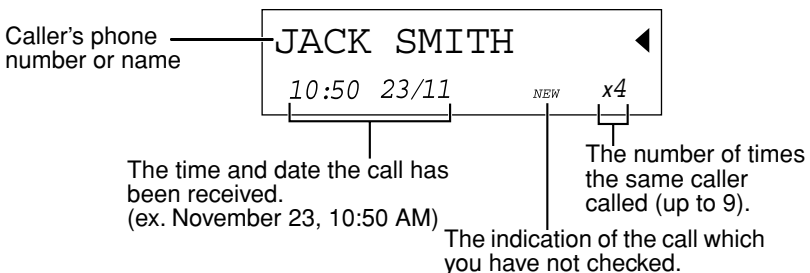 Caller's phone
number or name
JACK SMITH
10:50 23/11 NEW x4
The time and date the call has
been received.
(ex. November 23, 10:50 AM)
The number of times
the same caller
called (up to 9).
The indication of the call which
you have not checked.